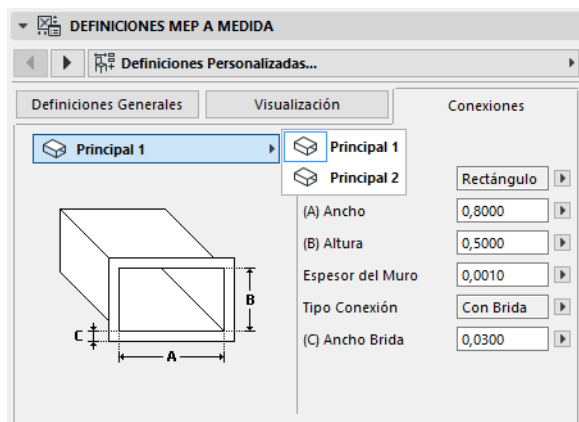 DEFINICIONES MEP A MEDIDA
Definiciones Personalizadas...
Definiciones Generales Visualización Conexiones
Principal 1 Principal 1
Principal 2
Rectángulo
(A) Ancho 0,8000
(B) Altura 0,5000
Espesor del Muro 0,0010
Tipo Conexión Con Brida
(C) Ancho Brida 0,0300
B
C
A